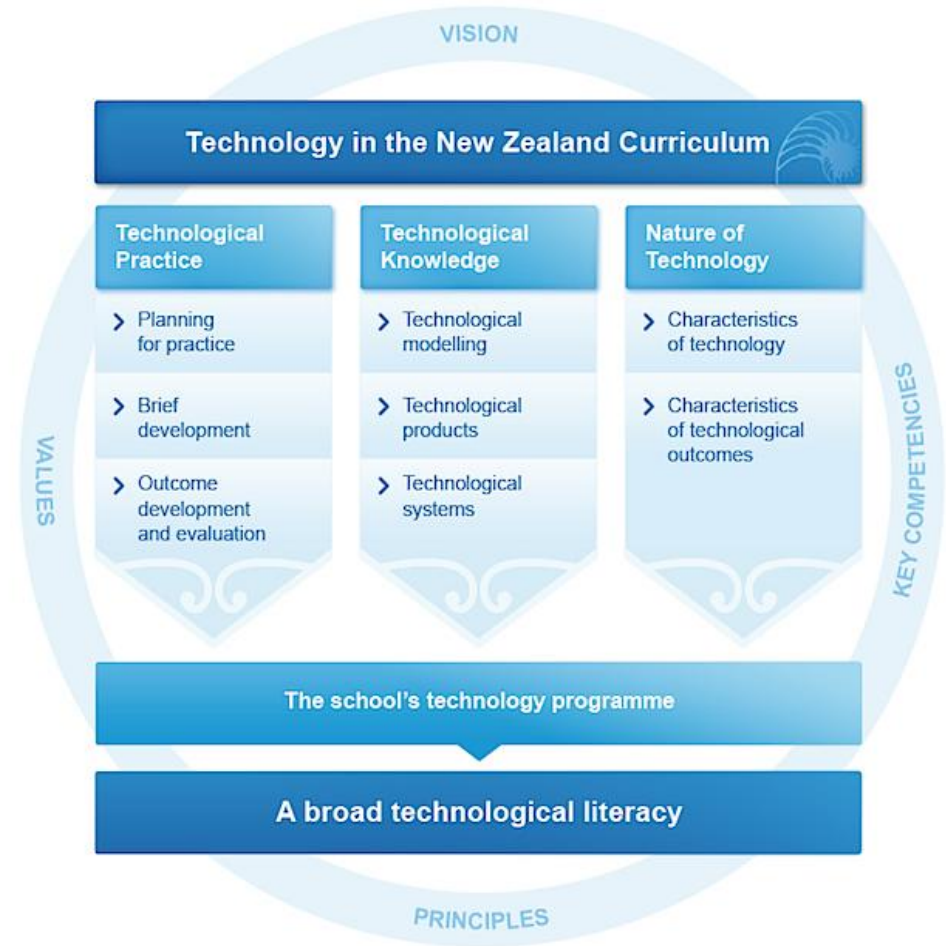 VISION
Technology in the New Zealand Curriculum
Technological
Practice
Planning
for practice
Brief
development
Outcome
development
and evaluation
Technological
Knowledge
Technological
modelling
Technological
products
Technological
systems
Nature of
Technology
Characteristics
of technology
Characteristics
of technological
outcomes
VALUES
KEY COMPETENCIES
The school’s technology programme
A broad technological literacy
PRINCIPLES